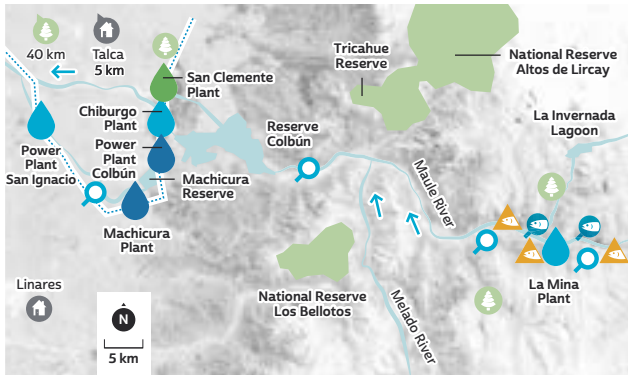 40 km
Talca
5 km
San Clemente
Plant
Chiburgo
Plant
Power
Plant
Colbún
Power
Plant
San Ignacio
Machicura
Reserve
Machicura
Plant
Reserve
Colbún
Tricahue
Reserve
National Reserve
Altos de Lircay
La Invernada
Lagoon
Maule River
Melado River
La Mina
Plant
National Reserve
Los Bellotos
Linares
N
5 km